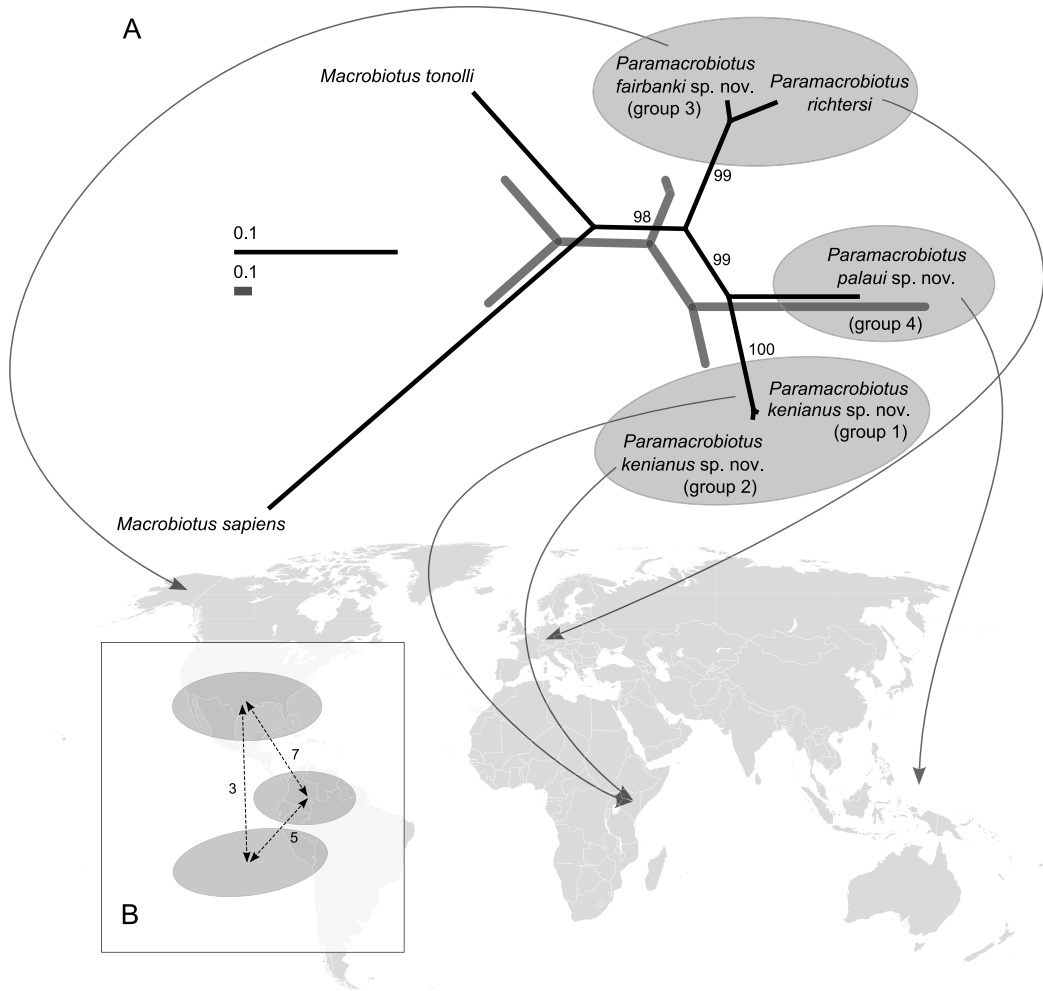 A
Macrobiotus tonolli
Paramacrobiotus
fairbanki sp. nov.
(group 3)
Paramacrobiotus
richtersi
99
98
0.1
0.1
99
Paramacrobiotus
palaui sp. nov.
(group 4)
100
Paramacrobiotus
kenianus sp. nov.
(group 1)
Paramacrobiotus
kenianus sp. nov.
(group 2)
Macrobiotus sapiens
7
3
5
B